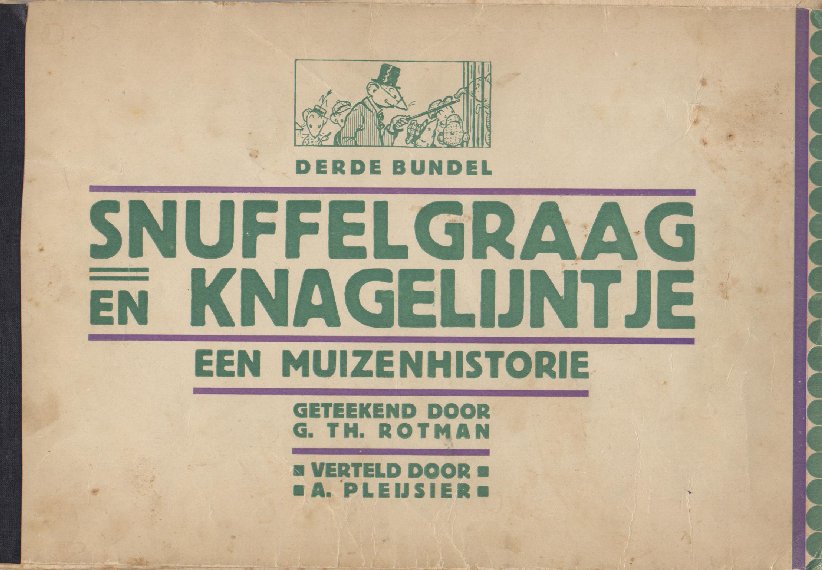 DERDE BUNDEL
SNUFFELGRAAG
EN KNAGELIJNTJE
EEN MUIZENHISTORIE
GETEEKEND DOOR
G. TH. ROTMAN
VERTELD DOOR
A. PLEIJSIER